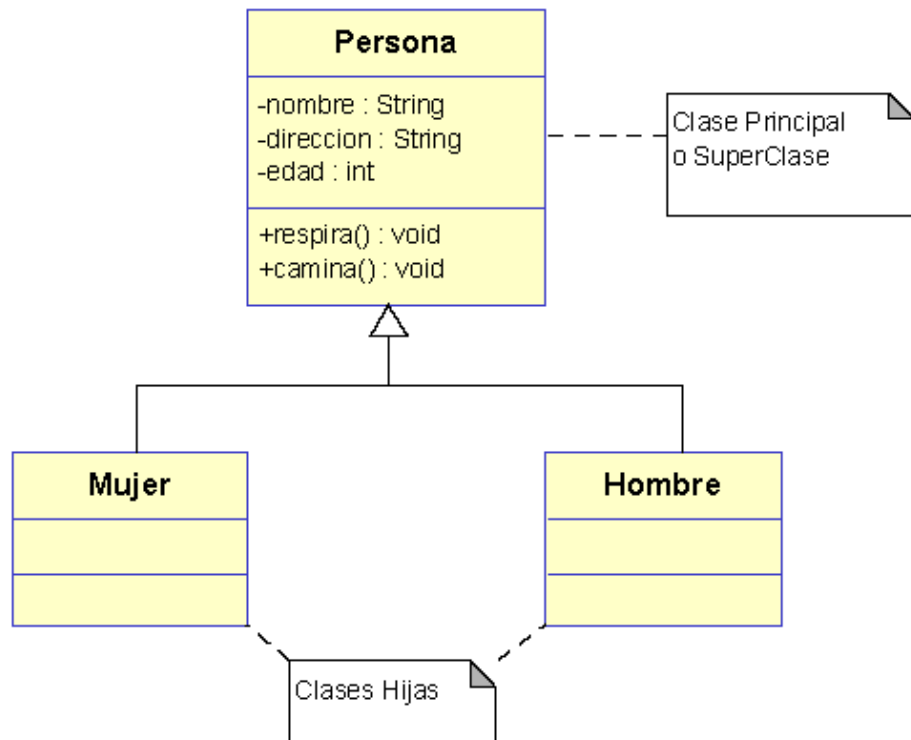 Persona
-nombre : String
-direccion : String
-edad : int
+respira() : void
+camina() : void
Clase Principal
o SuperClase
Mujer
Hombre
Clases Hijas